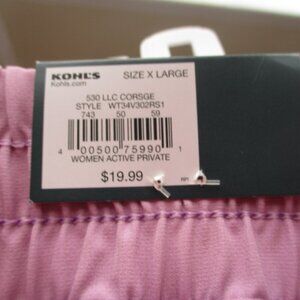 KOHL'S SIZE X LARGE
Kohls.com
530 LLC CORSGE
STYLE WT34V302RS1
743 50 59
4 00500 75990 1
WOMEN ACTIVE PRIVATE
$19.99 RPI